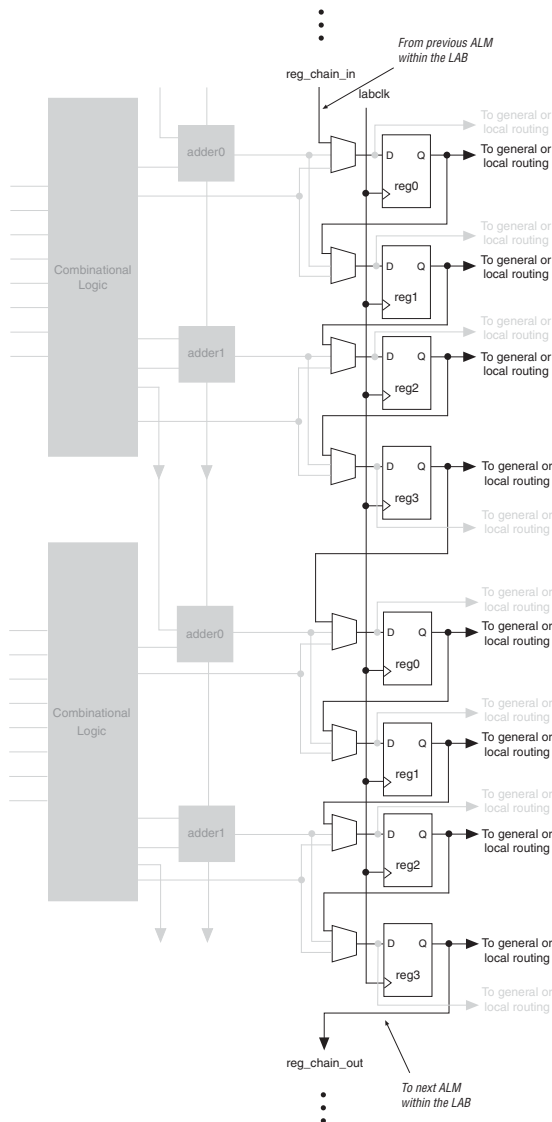 From previous ALM
within the LAB
reg_chain_in
labclk
To general or
local routing
adder0
D Q
To general or
local routing
reg0
To general or
local routing
Combinational
Logic
D Q
To general or
local routing
reg1
To general or
local routing
adder1
D Q
To general or
local routing
reg2
D Q
To general or
local routing
reg3
To general or
local routing
To general or
local routing
adder0
D Q
To general or
local routing
reg0
Combinational
Logic
To general or
local routing
D Q
To general or
local routing
reg1
To general or
local routing
adder1
D Q
To general or
local routing
reg2
D Q
To general or
local routing
reg3
To general or
local routing
reg_chain_out
To next ALM
within the LAB